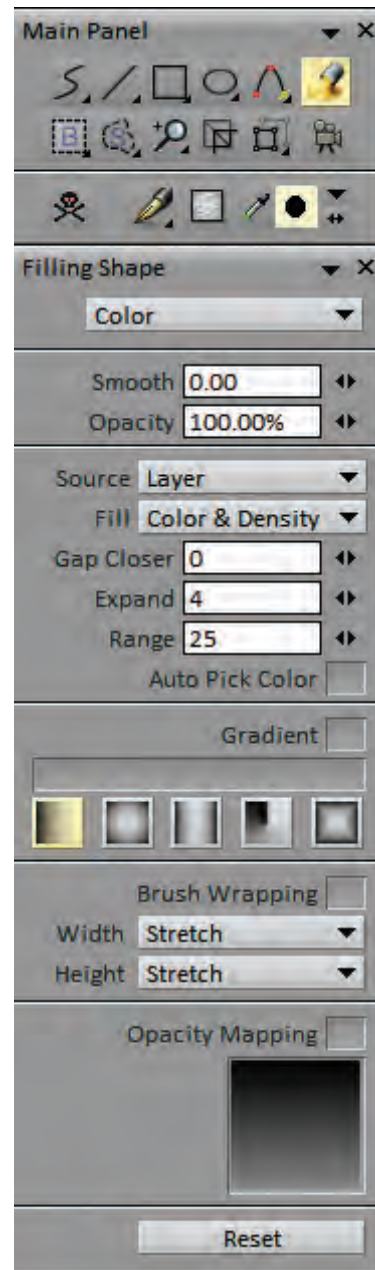 Main Panel
B S
Filling Shape
Color
Smooth 0.00
Opacity 100.00%
Source Layer
Fill Color & Density
Gap Closer 0
Expand 4
Range 25
Auto Pick Color
Gradient
Brush Wrapping
Width Stretch
Height Stretch
Opacity Mapping
Reset